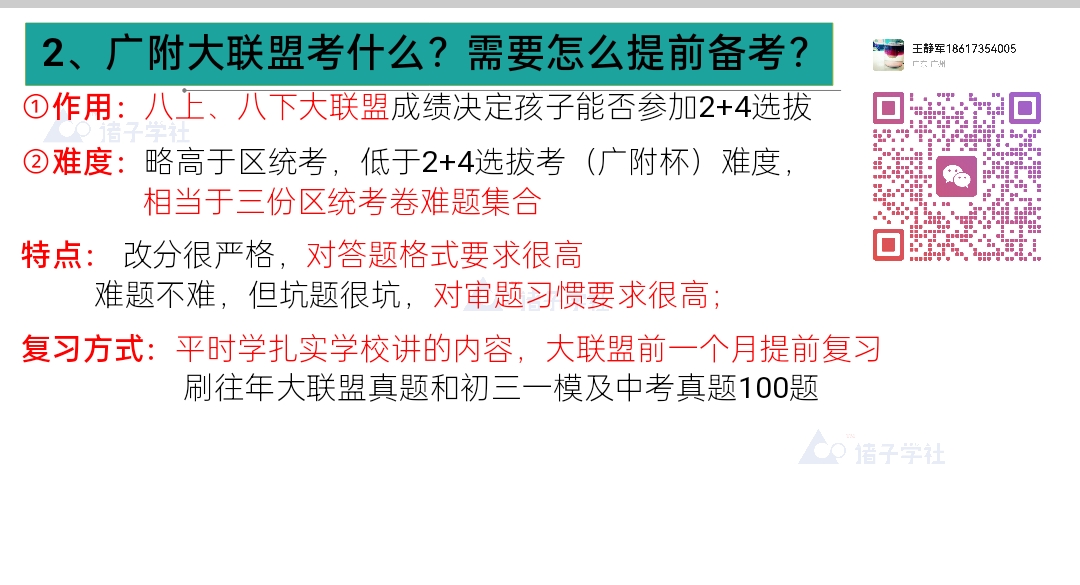 2、广附大联盟考什么？需要怎么提前备考？
王静军18617354005
广东 广州
①作用：八上、八下大联盟成绩决定孩子能否参加2+4选拔
猪子学社
②难度：略高于区统考，低于2+4选拔考（广附杯）难度，
相当于三份区统考卷难题集合
特点： 改分很严格，对答题格式要求很高
难题不难，但坑题很坑，对审题习惯要求很高；
复习方式：平时学扎实学校讲的内容，大联盟前一个月提前复习
刷往年大联盟真题和初三一模及中考真题100题
猪子学社